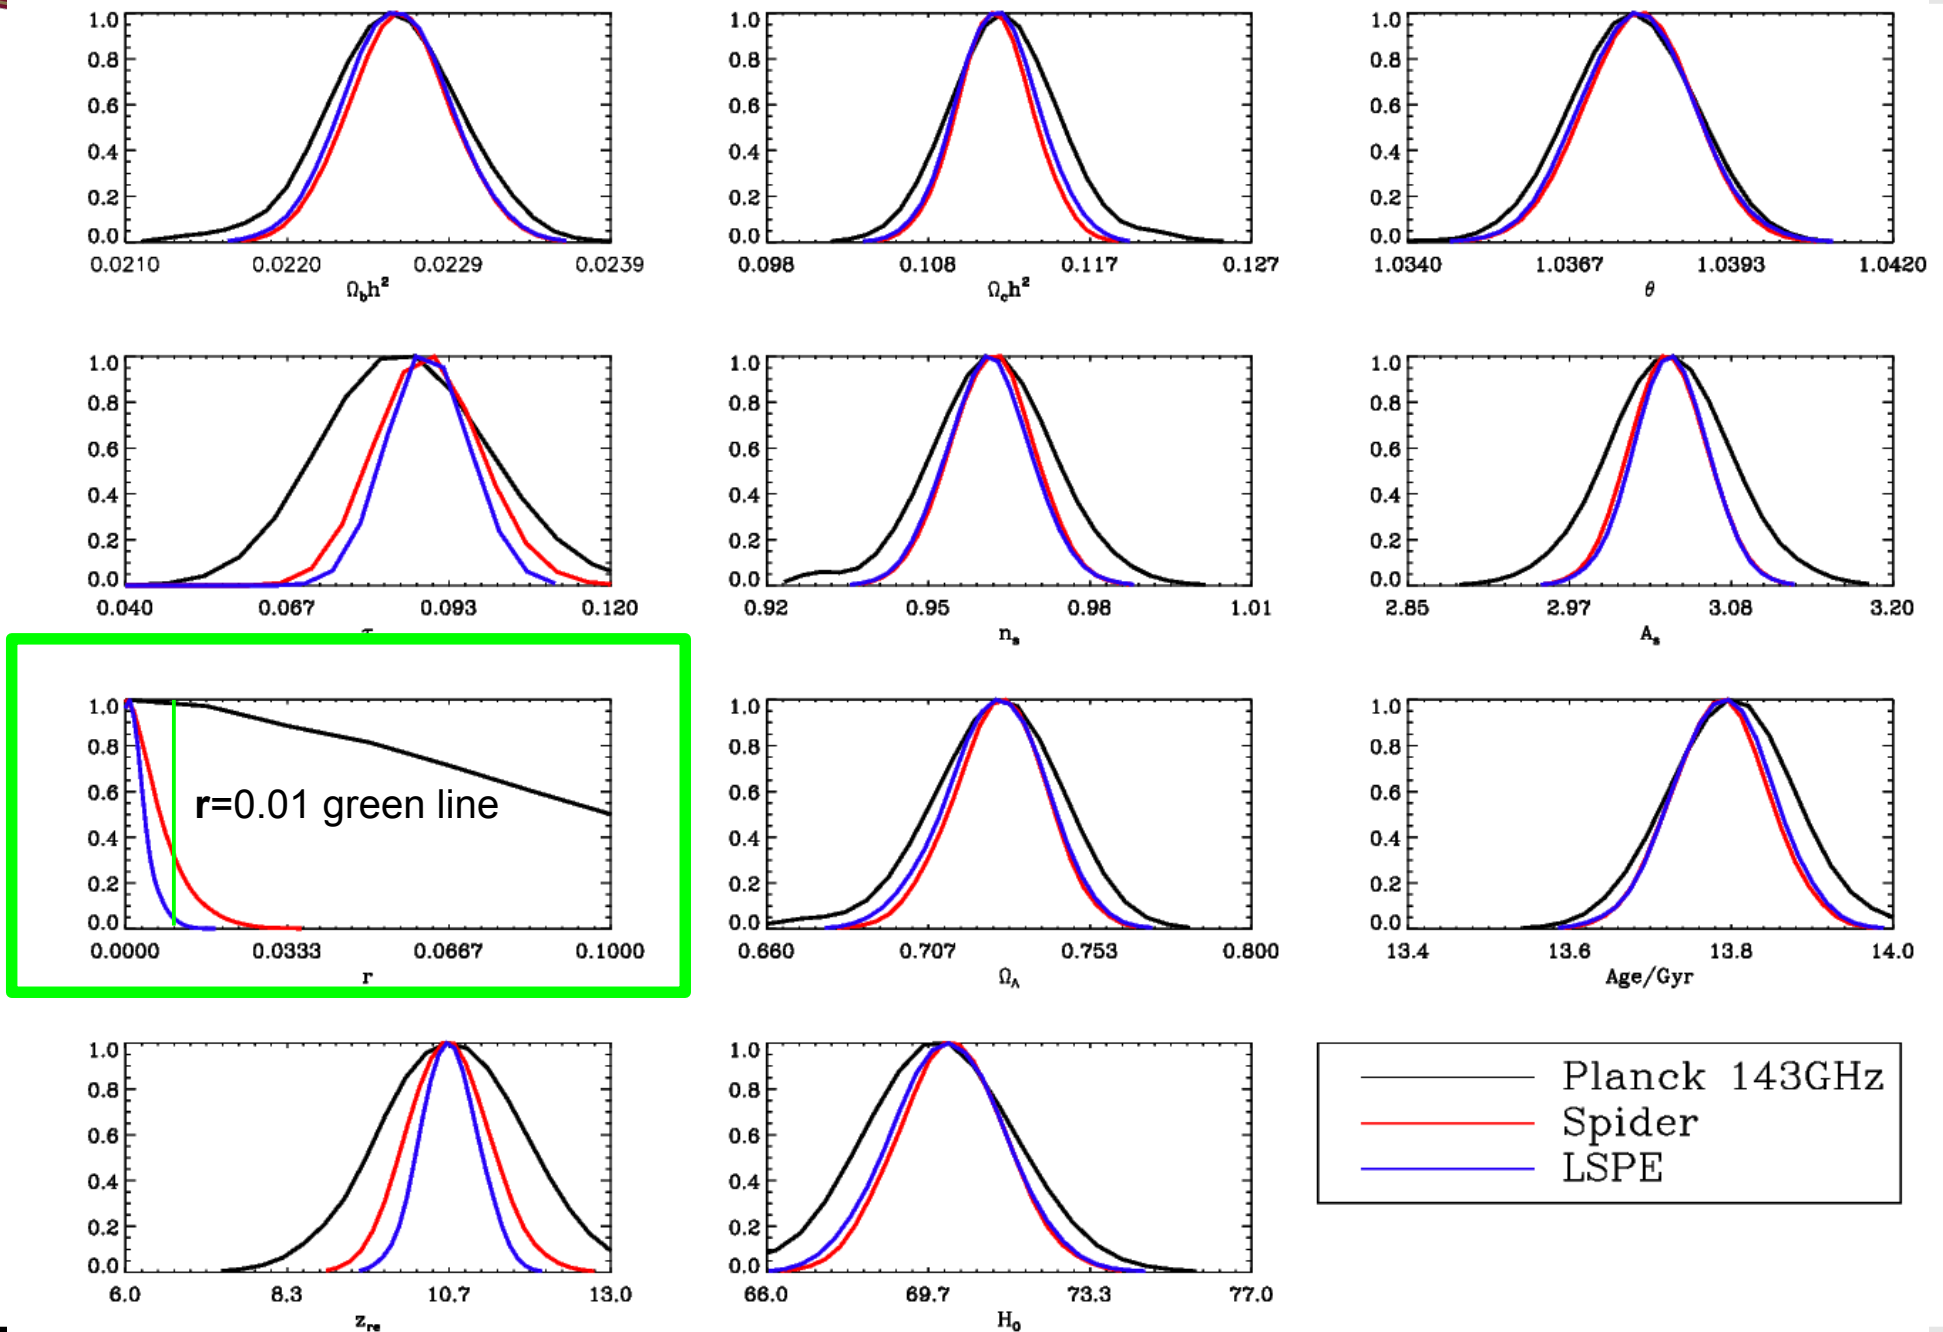 1.0 1.0 1.0
0.8 0.8 0.8
0.6 0.6 0.6
0.4 0.4 0.4
0.2 0.2 0.2
0.0 0.0 0.0
0.0210 0.0220 0.0229 0.0239 0.098 0.108 0.117 0.127 1.0340 1.0367 1.0393 1.0420
Ω_b h² Ω_c h² θ
1.0 1.0 1.0
0.8 0.8 0.8
0.6 0.6 0.6
0.4 0.4 0.4
0.2 0.2 0.2
0.0 0.0 0.0
0.040 0.067 0.093 0.120 0.92 0.95 0.98 1.01 2.85 2.97 3.08 3.20
n_s A_s
1.0 1.0 1.0
0.8 0.8 0.8
0.6 r=0.01 green line 0.6 0.6
0.4 0.4 0.4
0.2 0.2 0.2
0.0 0.0 0.0
0.0000 0.0333 0.0667 0.1000 0.660 0.707 0.753 0.800 13.4 13.6 13.8 14.0
r Ω_Λ Age/Gyr
1.0 1.0 Planck 143GHz
0.8 0.8 Spider
0.6 0.6 LSPE
0.4 0.4
0.2 0.2
0.0 0.0
6.0 8.3 10.7 13.0 66.0 69.7 73.3 77.0
z_re H_0